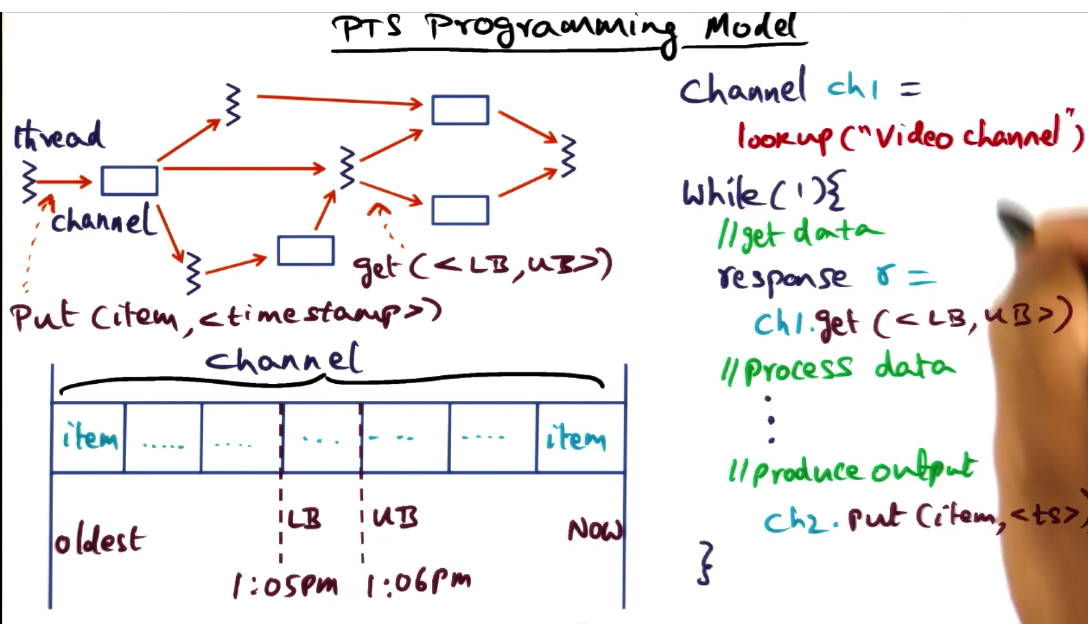 PTS Programming Model
thread
channel
Put (item, <timestamp>)
get (<LB, UB>)
channel
item ..... .... ... - .. .... item
LB UB
oldest Now
1:05pm 1:06pm
Channel ch1 =
lookup ("Video channel")
While (1) {
//get data
response r =
ch1.get (<LB, UB>)
//Process data
//Produce output
ch2. Put (item, <ts>)
}